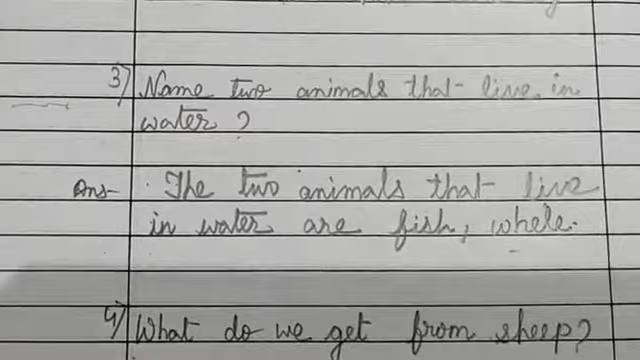 3) Name two animals that live in
water?
Ans- The two animals that live
in water are fish, whele.
4) What do we get from sheep?